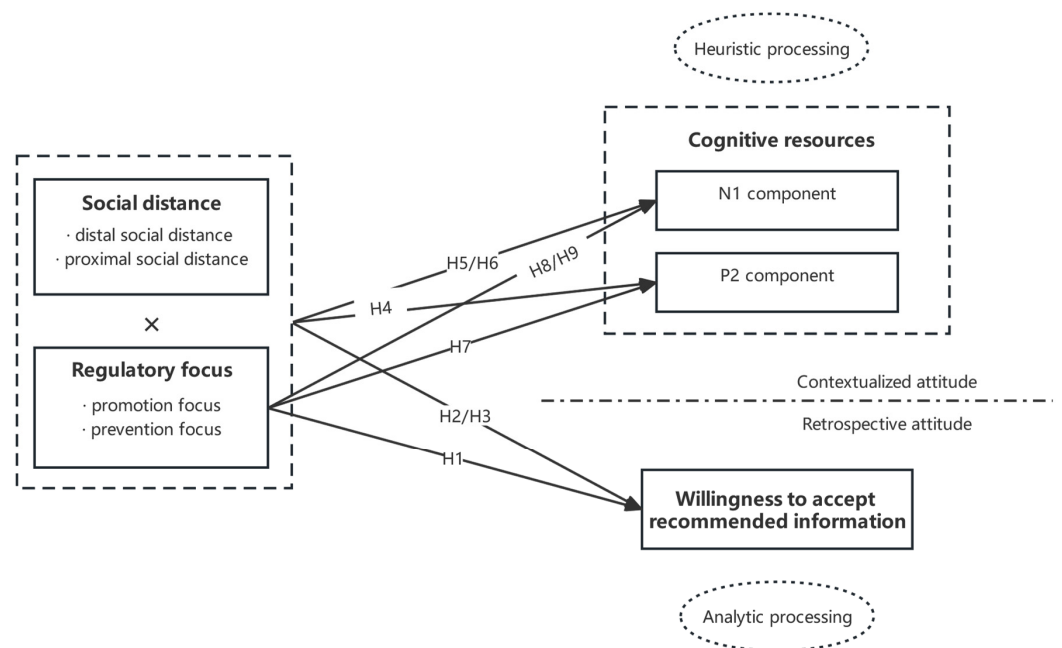 Heuristic processing
Cognitive resources
N1 component
P2 component
Social distance
· distal social distance
· proximal social distance
×
Regulatory focus
· promotion focus
· prevention focus
H5/H6
H8/H9
H4
H7
H2/H3
H1
Contextualized attitude
Retrospective attitude
Willingness to accept
recommended information
Analytic processing